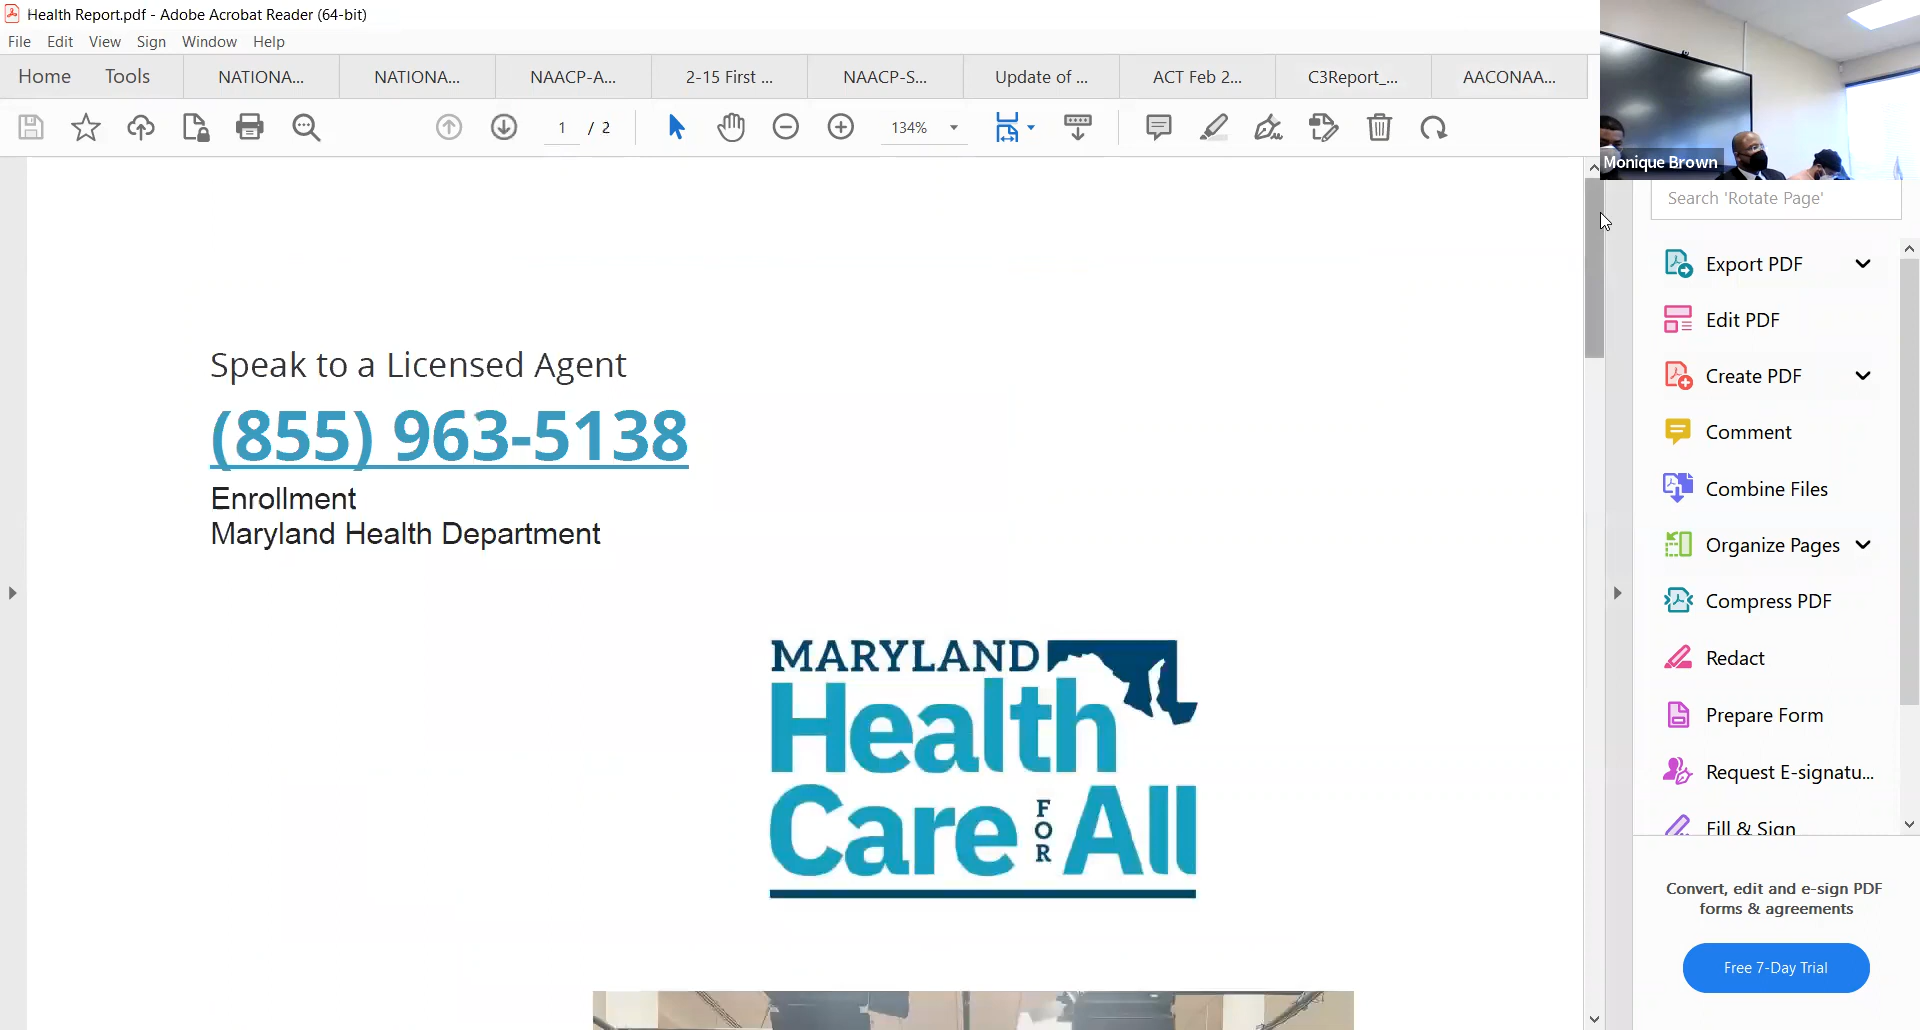 Health Report.pdf - Adobe Acrobat Reader (64-bit)
File Edit View Sign Window Help
Home Tools NATIONA... NATIONA... NAACP-A... 2-15 First ... NAACP-S... Update of ... ACT Feb 2... C3Report_... AACONAA...
1 / 2 134%
Monique Brown
Search 'Rotate Page'
Speak to a Licensed Agent
(855) 963-5138
Enrollment
Maryland Health Department
MARYLAND
Health
Care FOR All
Export PDF
Edit PDF
Create PDF
Comment
Combine Files
Organize Pages
Compress PDF
Redact
Prepare Form
Request E-signatu...
Fill & Sign
Convert, edit and e-sign PDF
forms & agreements
Free 7-Day Trial